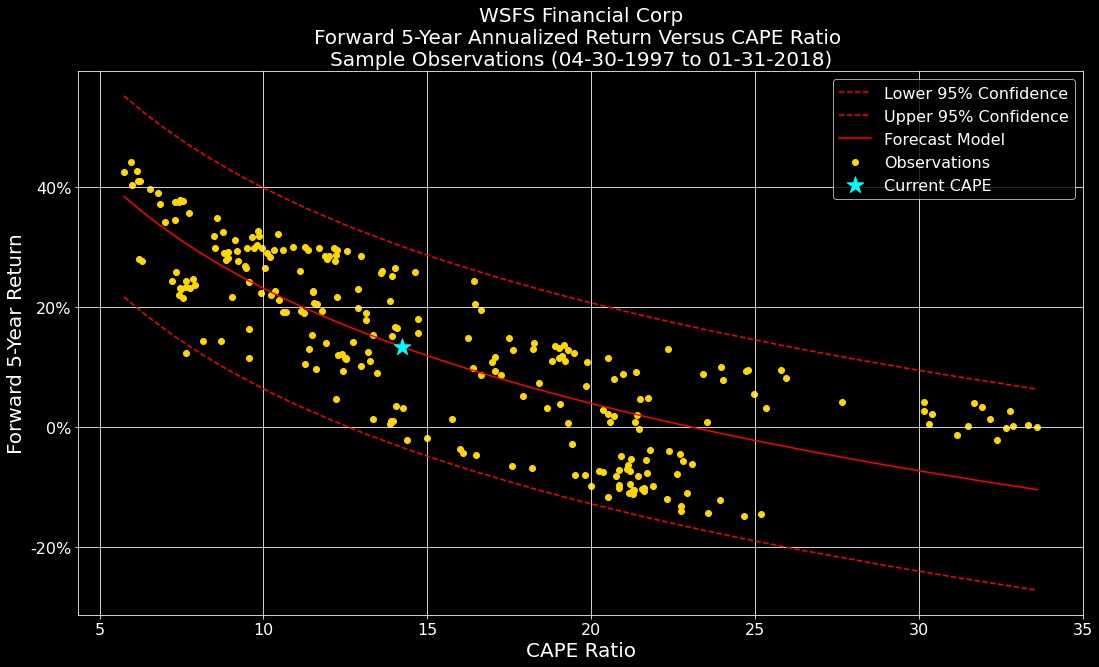 WSFS Financial Corp
Forward 5-Year Annualized Return Versus CAPE Ratio
Sample Observations (04-30-1997 to 01-31-2018)
Lower 95% Confidence
Upper 95% Confidence
Forecast Model
Observations
Current CAPE
Forward 5-Year Return
40%
20%
0%
-20%
5 10 15 20 25 30 35
CAPE Ratio